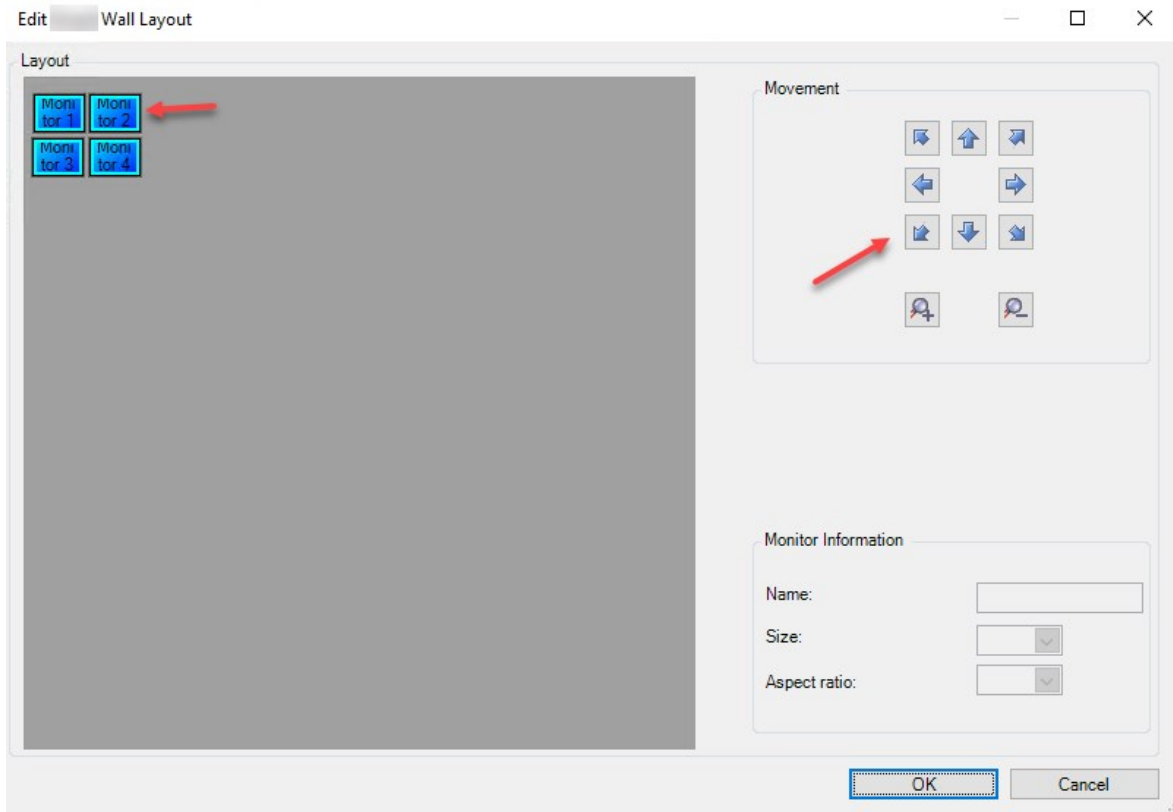 Edit Wall Layout
Layout
Moni
tor 1
Moni
tor 2
Moni
tor 3
Moni
tor 4
Movement
Monitor Information
Name:
Size:
Aspect ratio:
OK
Cancel